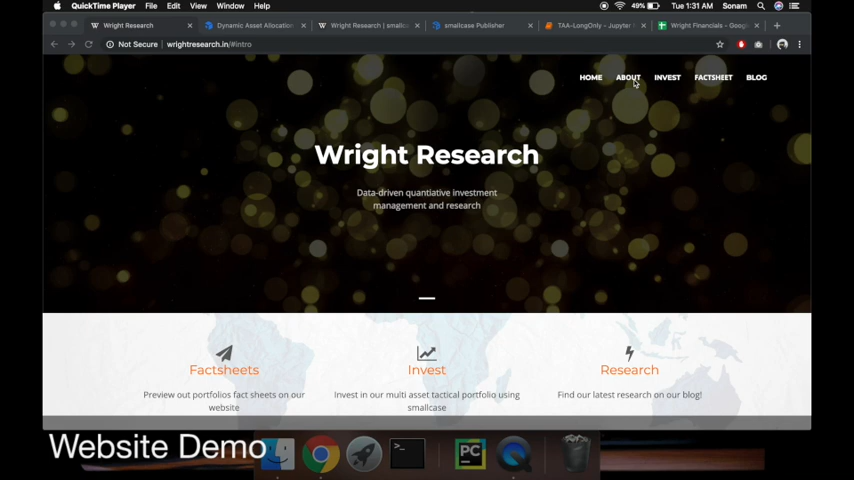 QuickTime Player File Edit View Window Help 49% Tue 1:31 AM Sonam
Wright Research Dynamic Asset Allocation Wright Research | smallc smallcase Publisher TAA-LongOnly - Jupyter Wright Financials - Goog
Not Secure wrightresearch.in/#intro
HOME ABOUT INVEST FACTSHEET BLOG
Wright Research
Data-driven quantiative investment
management and research
Factsheets Invest Research
Preview out portfolios fact sheets on our Invest in our multi asset tactical portfolio using Find our latest research on our blog!
website smallcase
Website Demo
PC